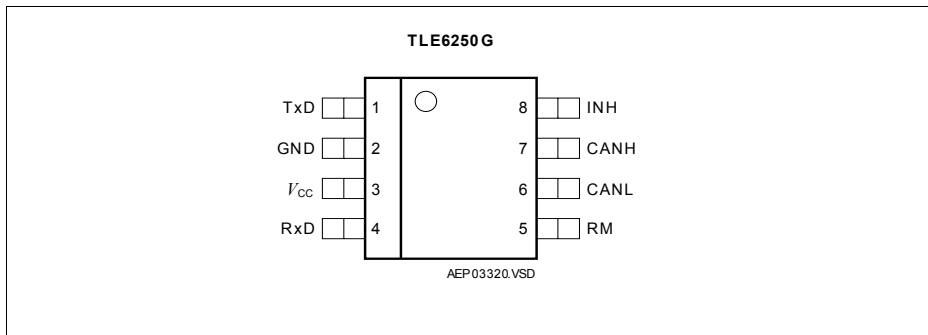 TLE6250G
TxD 1 8 INH
GND 2 7 CANH
VCC 3 6 CANL
RxD 4 5 RM
AEP03320.VSD